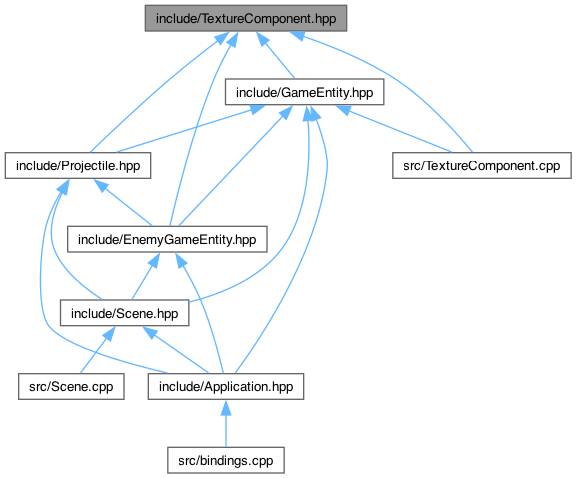 include/TextureComponent.hpp
include/GameEntity.hpp
include/Projectile.hpp
src/TextureComponent.cpp
include/EnemyGameEntity.hpp
include/Scene.hpp
src/Scene.cpp
include/Application.hpp
src/bindings.cpp